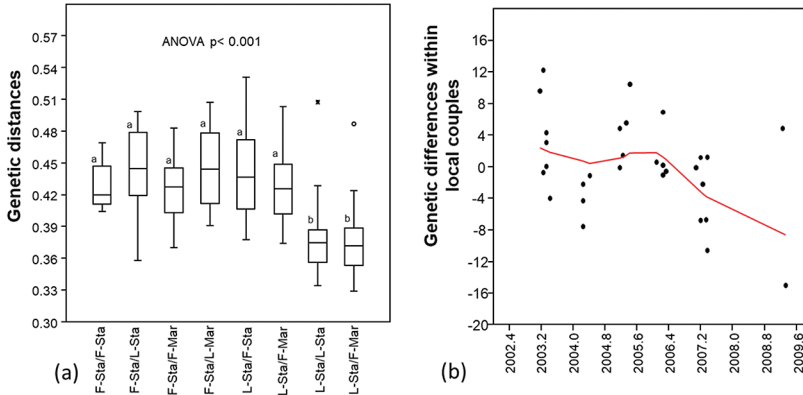 Genetic distances
0.57
0.54
0.51
0.48
0.45
0.42
0.39
0.36
0.33
0.30
ANOVA p< 0.001
a
a
a
a
a
a
b
b
F-Sta/F-Sta
F-Sta/L-Sta
F-Sta/F-Mar
F-Sta/L-Mar
L-Sta/F-Sta
L-Sta/F-Mar
L-Sta/L-Sta
L-Sta/F-Mar
(a)
Genetic differences within
local couples
16
12
8
4
0
-4
-8
-12
-16
-20
2002.4
2003.2
2004.0
2004.8
2005.6
2006.4
2007.2
2008.0
2008.8
2009.6
(b)